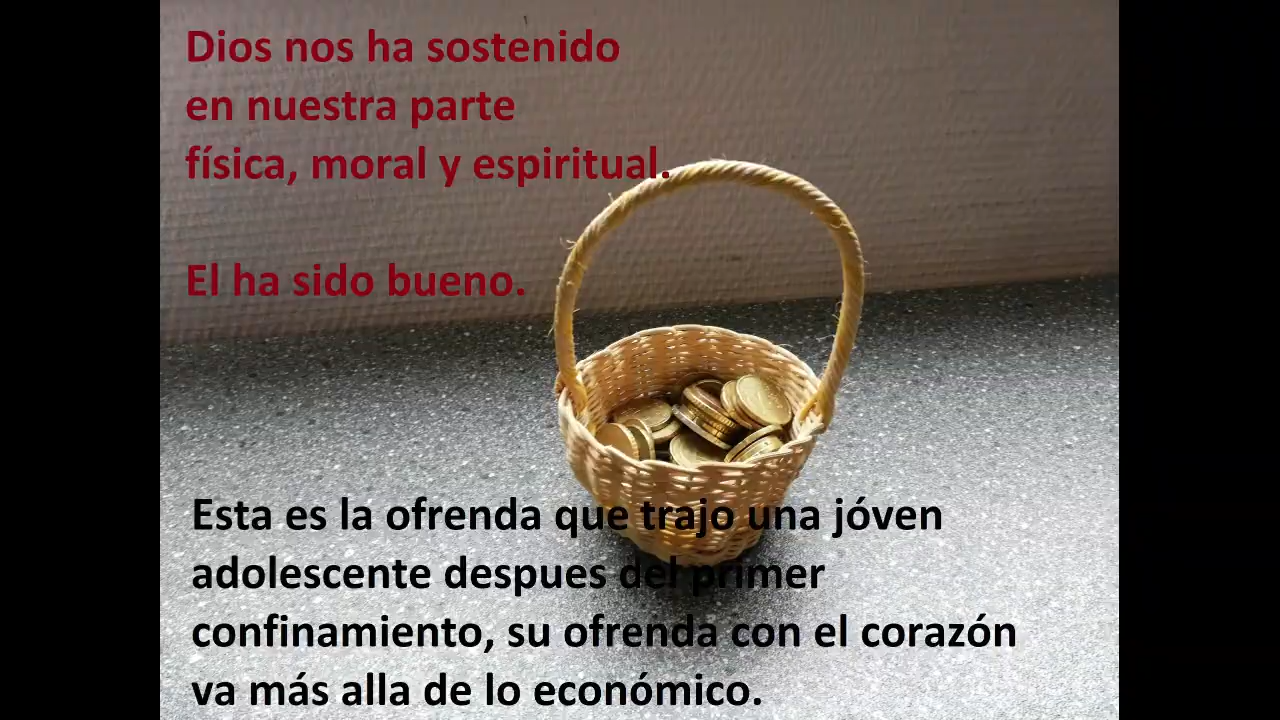 Dios nos ha sostenido
en nuestra parte
física, moral y espiritual.
El ha sido bueno.
Esta es la ofrenda que trajo una jóven
adolescente despues del primer
confinamiento, su ofrenda con el corazón
va más alla de lo económico.